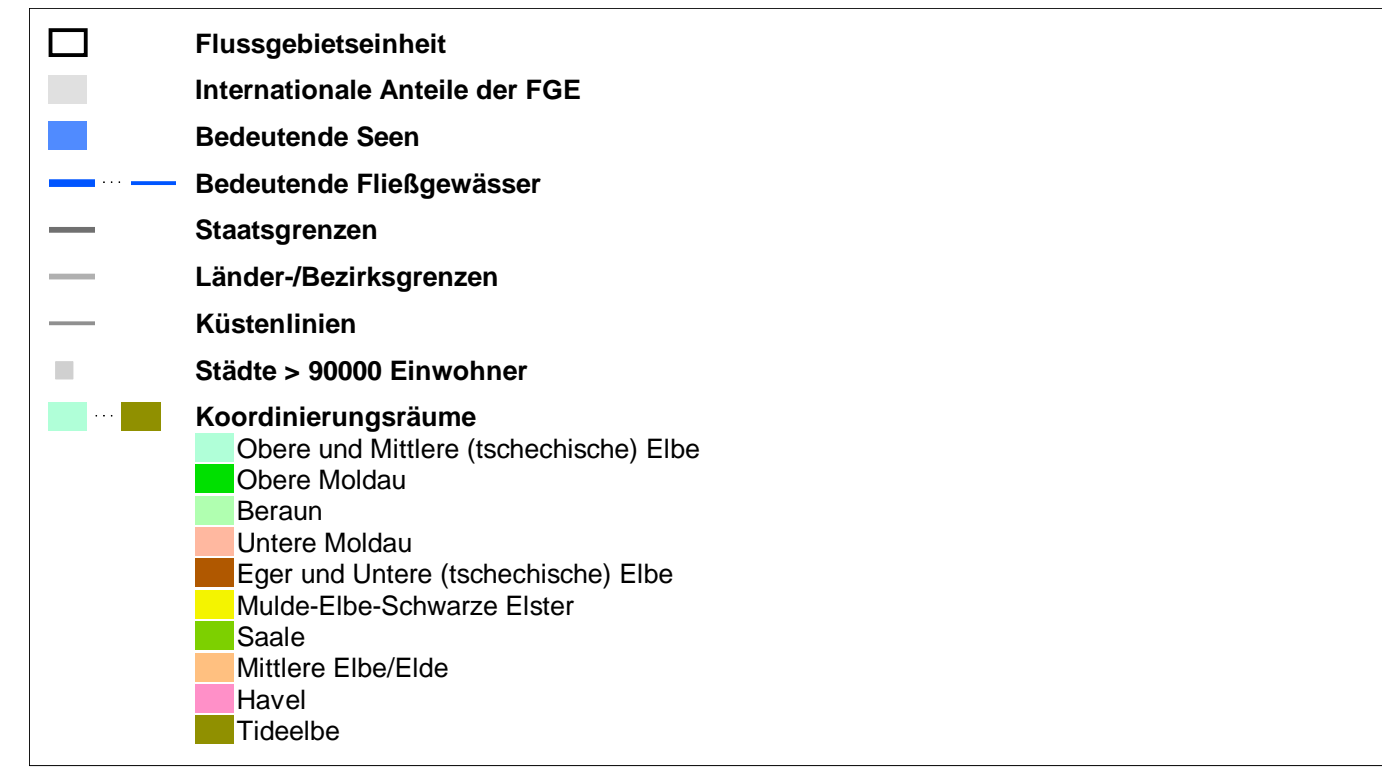 Flussgebietseinheit
Internationale Anteile der FGE
Bedeutende Seen
Bedeutende Fließgewässer
Staatsgrenzen
Länder-/Bezirksgrenzen
Küstenlinien
Städte > 90000 Einwohner
Koordinierungsräume
Obere und Mittlere (tschechische) Elbe
Obere Moldau
Beraun
Untere Moldau
Eger und Untere (tschechische) Elbe
Mulde-Elbe-Schwarze Elster
Saale
Mittlere Elbe/Elde
Havel
Tideelbe